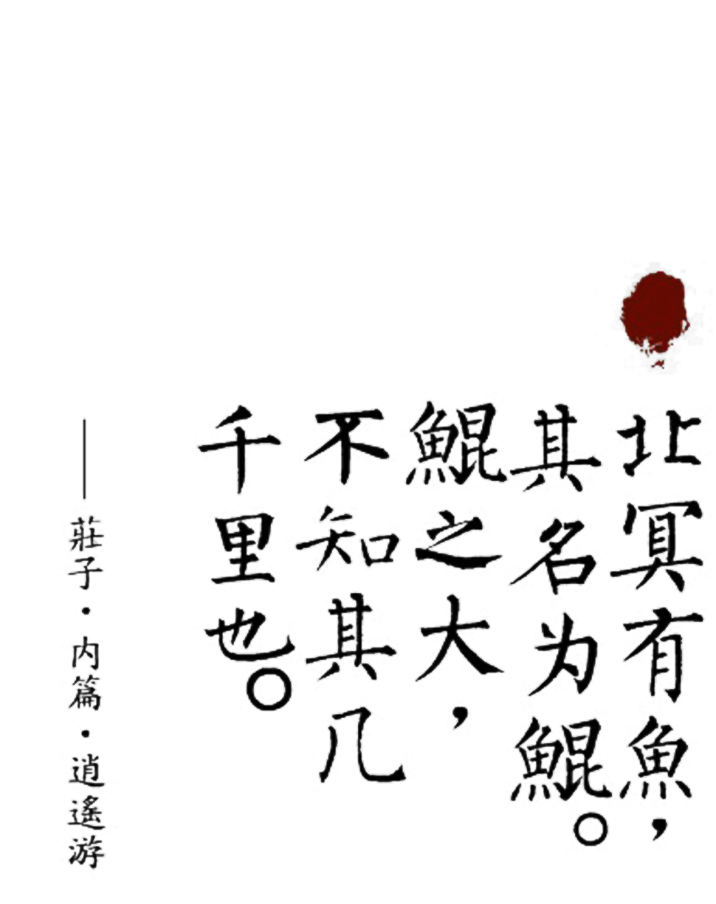 北冥有魚，
其名为鯤。
鯤之大，
不知其几
千里也。
——莊子·内篇·逍遙游